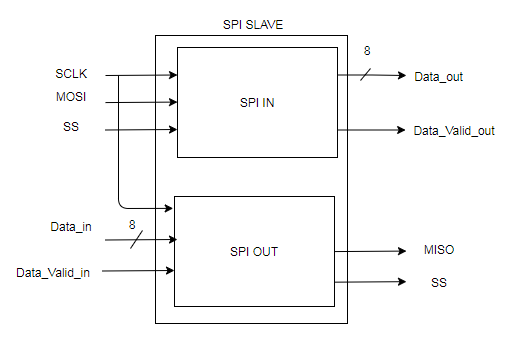 SPI SLAVE
SCLK
MOSI
SS
SPI IN
8
Data_out
Data_Valid_out
Data_in
8
Data_Valid_in
SPI OUT
MISO
SS